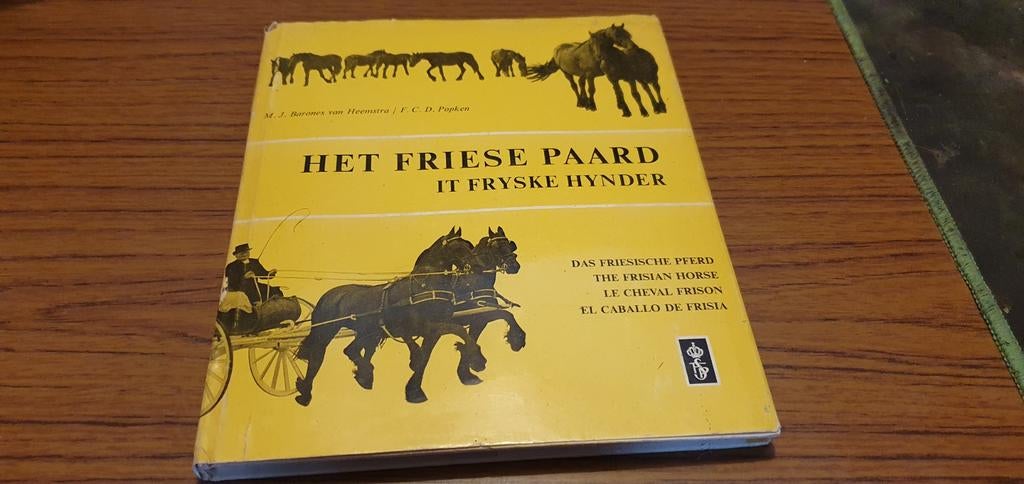 M. J. Barones van Heemstra / F. C. D. Popken
HET FRIESE PAARD
IT FRYSKE HYNDER
DAS FRIESISCHE PFERD
THE FRISIAN HORSE
LE CHEVAL FRISON
EL CABALLO DE FRISIA